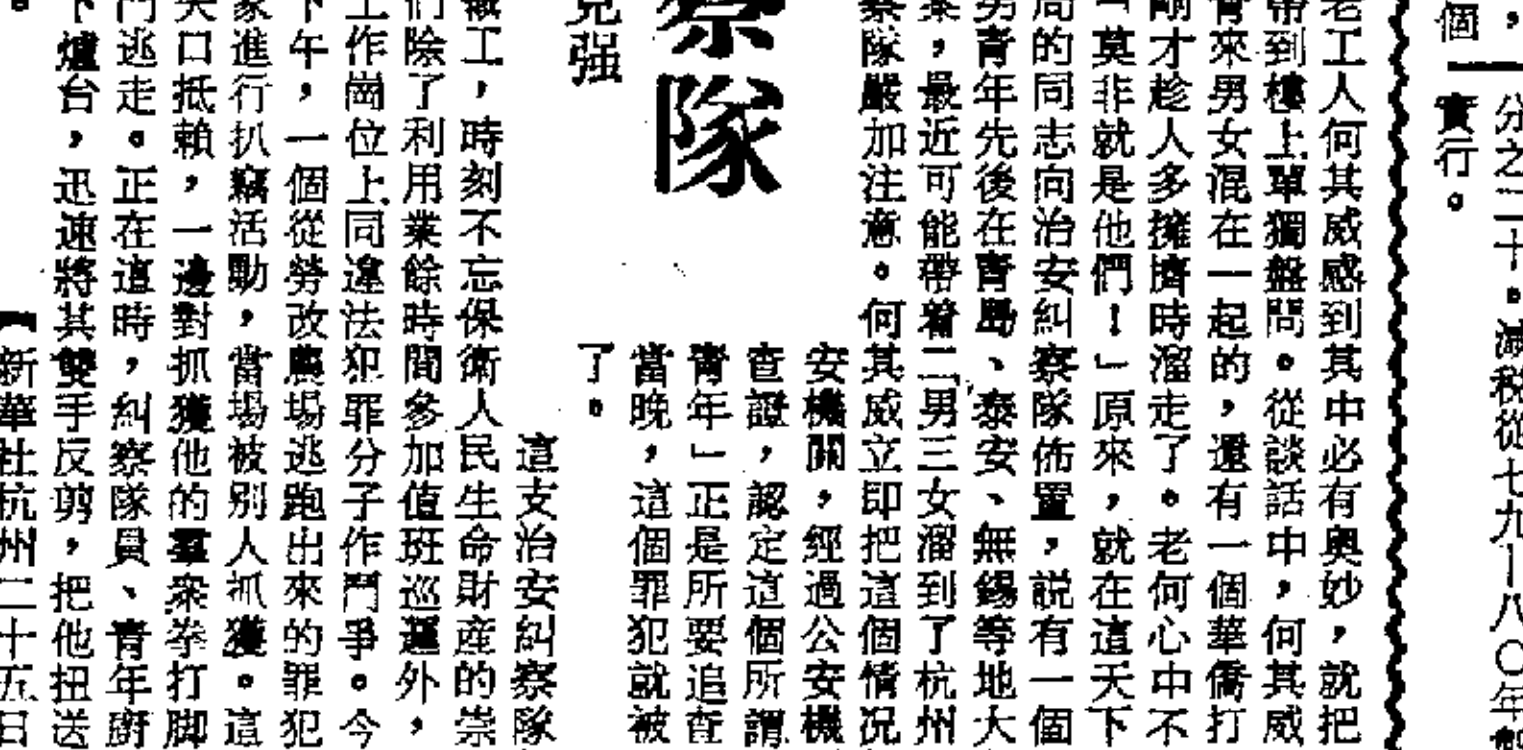 ，
分之二十。減税從七九—八〇年
個
實行。
老工人何其威感到其中必有奥妙，就把
帶到樓上單獨盤問。從談話中，何其威
青來男女混在一起的，還有一個華僑打
剛才趁人多擁擠時溜走了。老何心中不
「莫非就是他們！」原來，就在這天下
局的同志向治安糾察隊佈置，説有一個
男青年先後在青島、泰安、無錫等地大
案，最近可能帶着二男三女溜到了杭州
察隊嚴加注意。何其威立即把這個情况
安機關，經過公安機
查證，認定這個所謂
青年」正是所要追查
當晚，這個罪犯就被
了。
察隊
克强
這支治安糾察隊
工，時刻不忘保衛人民生命財産的崇
們除了利用業餘時間參加值班巡邏外，
工作崗位上同違法犯罪分子作鬥爭。今
下午，一個從勞改農場逃跑出來的罪犯
家進行扒竊活動，當場被别人抓獲。這
矢口抵賴，一邊對抓獲他的羣衆拳打脚
門逃走。正在這時，糾察隊員、青年廚
下爐台，迅速將其雙手反剪，把他扭送
。
【新華社杭州二十五日